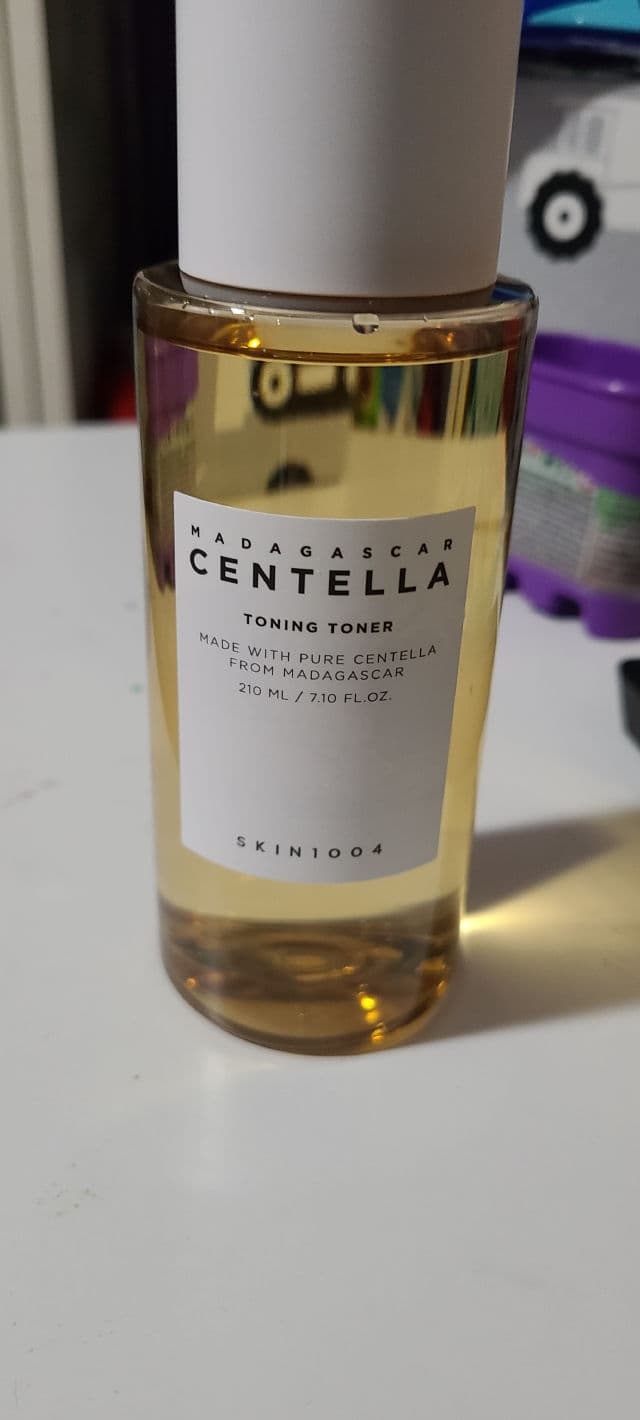 MADAGASCAR
CENTELLA
TONING TONER
MADE WITH PURE CENTELLA
FROM MADAGASCAR
210 ML / 7.10 FL.OZ.
SKIN1004